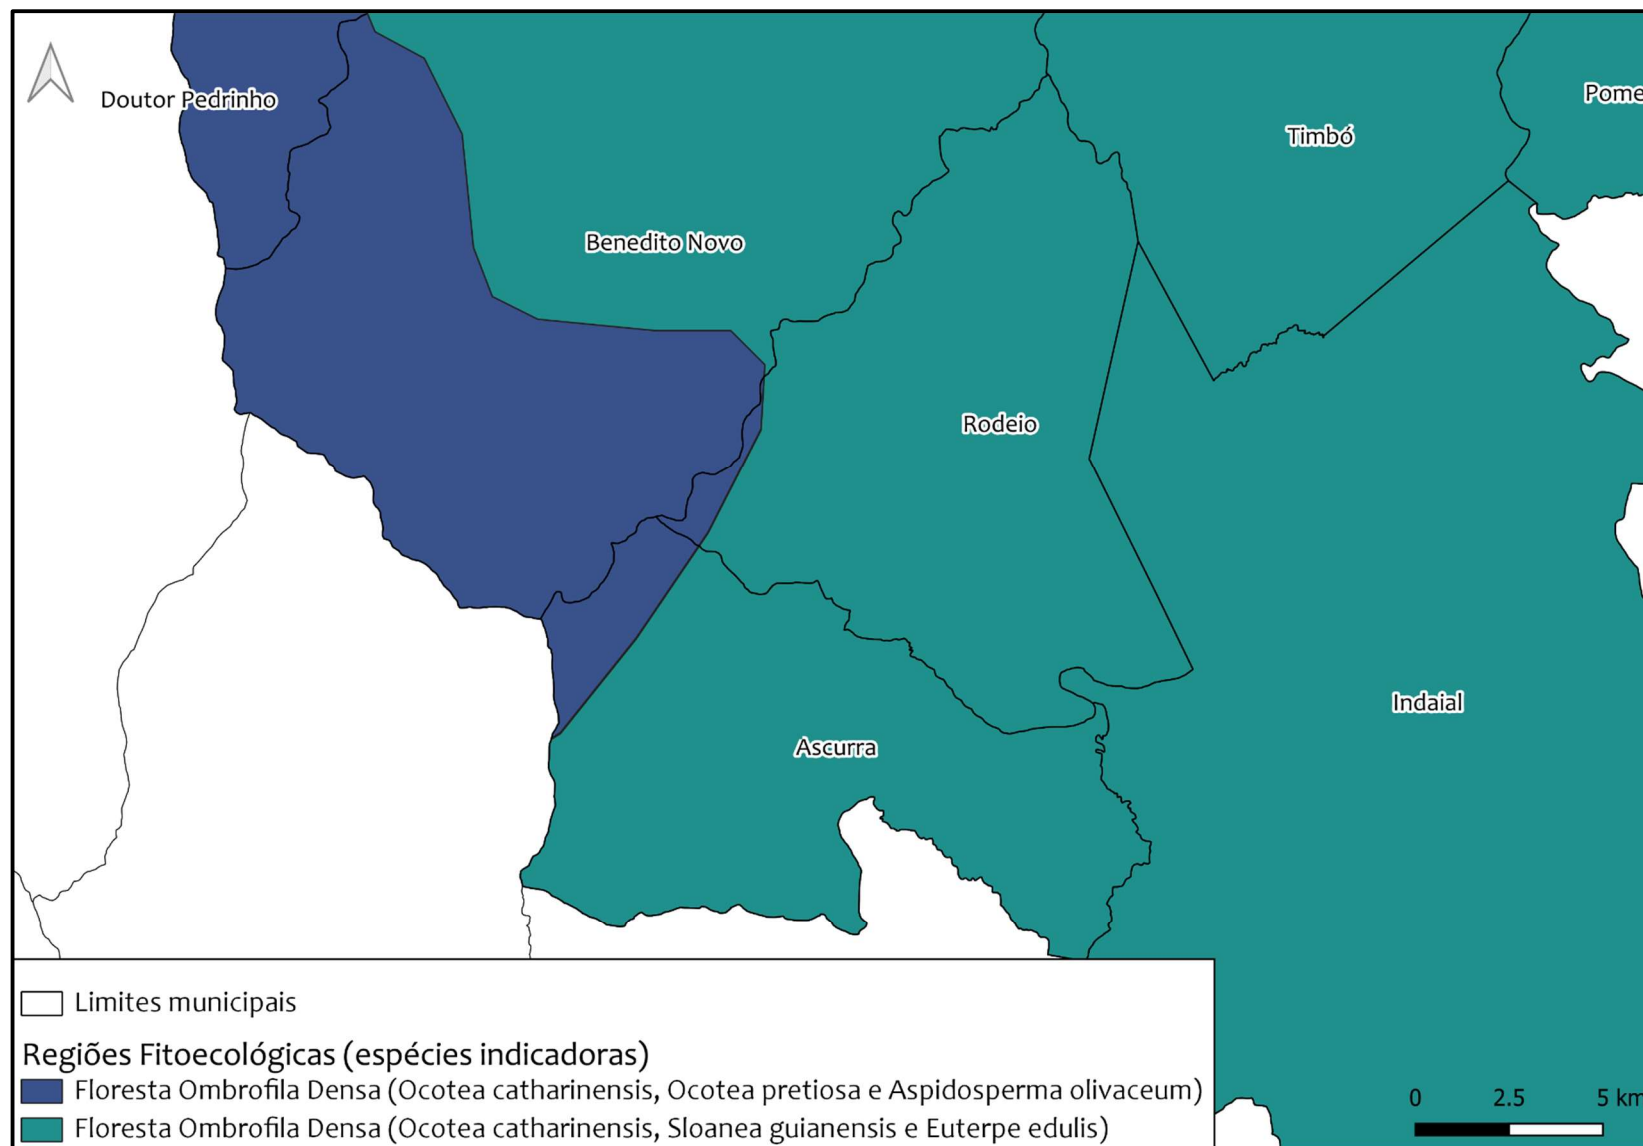 Doutor Pedrinho
Pome
Timbó
Benedito Novo
Rodeio
Indaial
Ascurra
Limites municipais
Regiões Fitoecológicas (espécies indicadoras)
Floresta Ombrofila Densa (Ocotea catharinensis, Ocotea pretiosa e Aspidosperma olivaceum)
Floresta Ombrofila Densa (Ocotea catharinensis, Sloanea guianensis e Euterpe edulis)
0 2.5 5 km